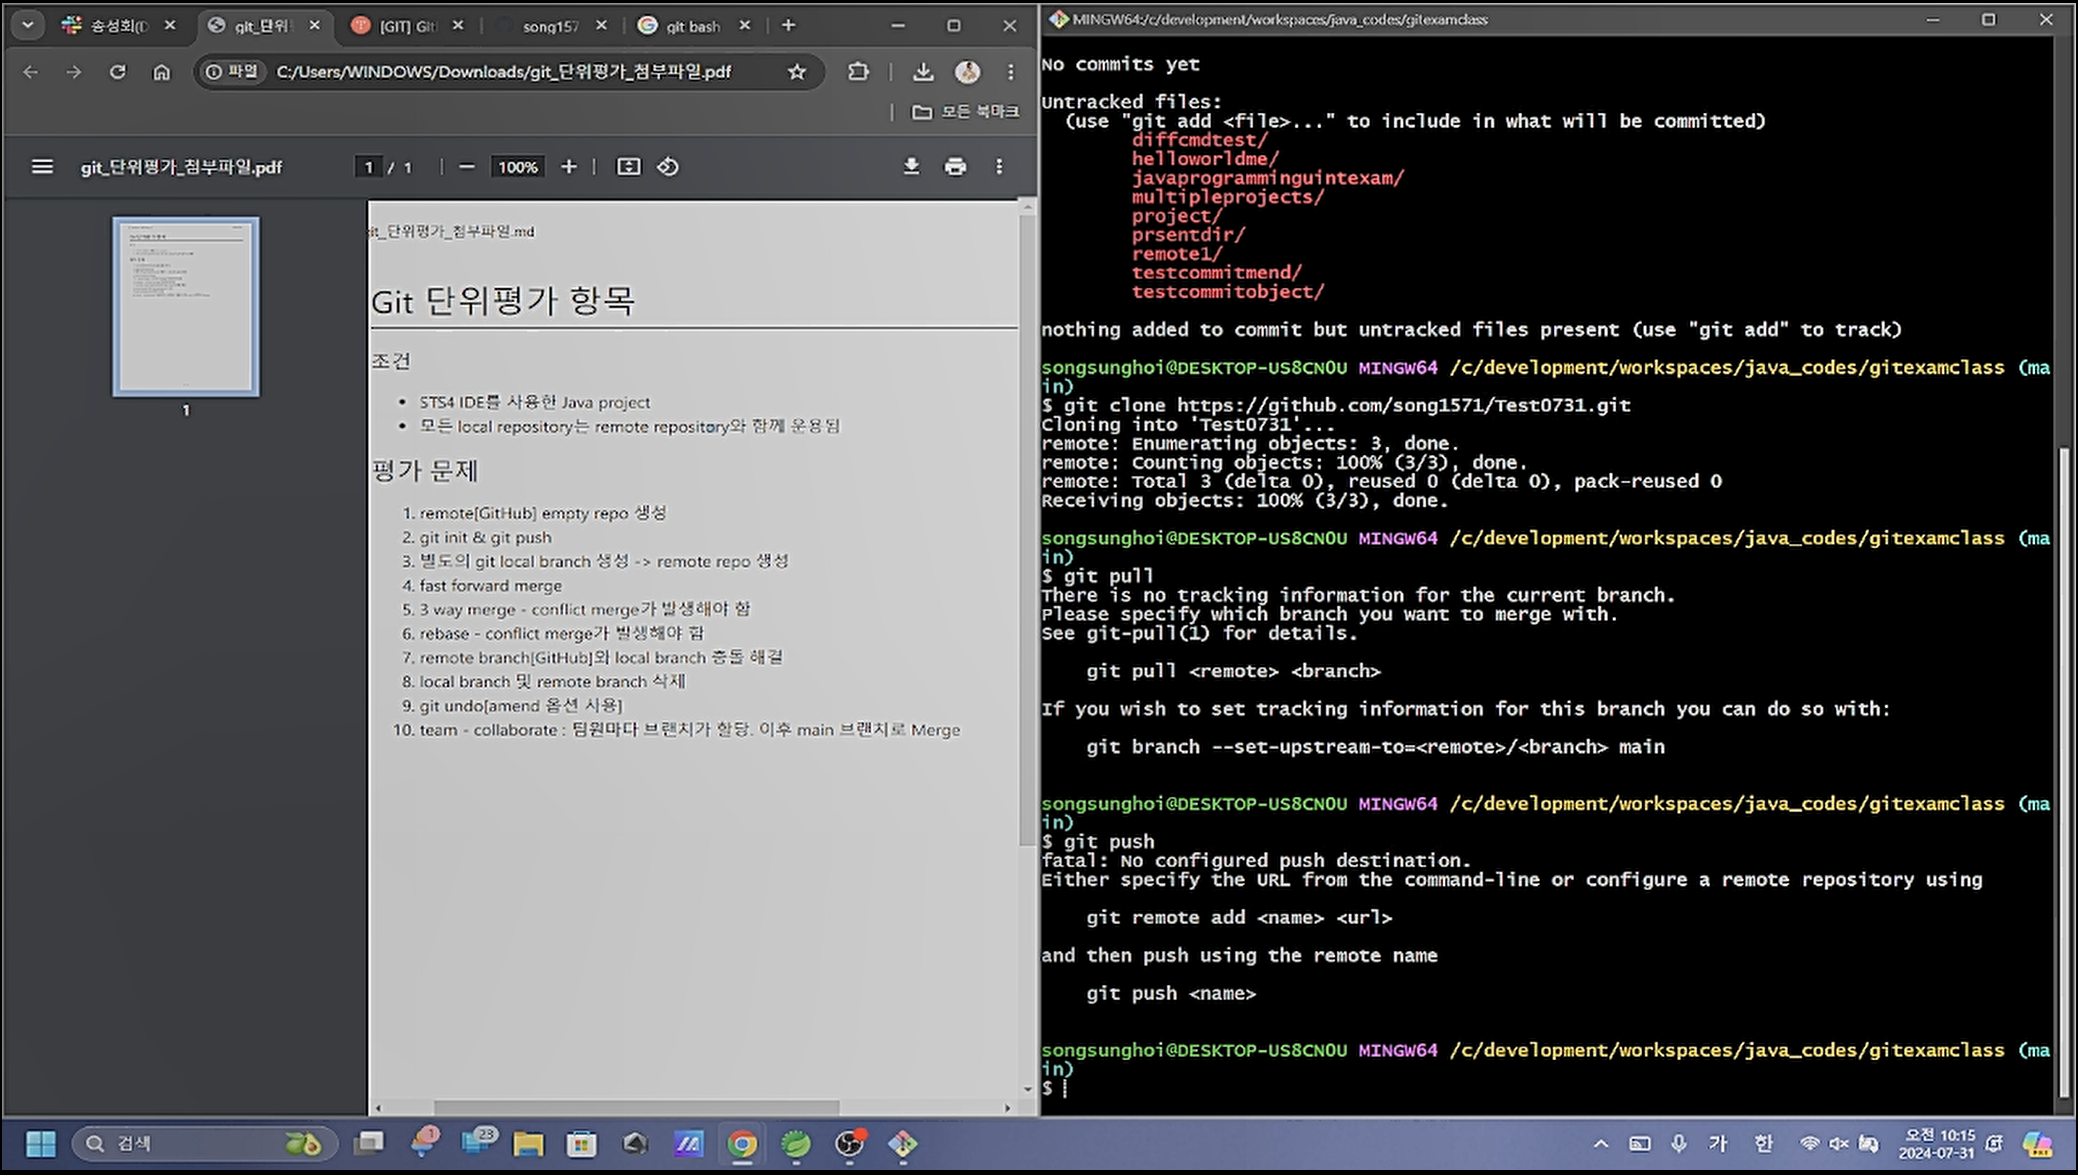 송성회(D
git_단위
[GIT] Git
song157
git bash
파일
C:/Users/WINDOWS/Downloads/git_단위평가_첨부파일.pdf
모든 북마크
git_단위평가_첨부파일.pdf
1 / 1
100%
1
git_단위평가_첨부파일.md
Git 단위평가 항목
조건
• STS4 IDE를 사용한 Java project
• 모든 local repository는 remote repository와 함께 운용됨
평가 문제
1. remote[GitHub] empty repo 생성
2. git init & git push
3. 별도의 git local branch 생성 -> remote repo 생성
4. fast forward merge
5. 3 way merge - conflict merge가 발생해야 함
6. rebase - conflict merge가 발생해야 함
7. remote branch[GitHub]와 local branch 충돌 해결
8. local branch 및 remote branch 삭제
9. git undo[amend 옵션 사용]
10. team - collaborate : 팀원마다 브랜치가 할당. 이후 main 브랜치로 Merge
MINGW64:/c/development/workspaces/java_codes/gitexamclass
No commits yet
Untracked files:
(use "git add <file>..." to include in what will be committed)
diffcmdtest/
helloworldme/
javaprogramminguintexam/
multipleprojects/
project/
prsentdir/
remote1/
testcommitmend/
testcommitobject/
nothing added to commit but untracked files present (use "git add" to track)
songsunghoi@DESKTOP-US8CN0U MINGW64 /c/development/workspaces/java_codes/gitexamclass (ma
in)
$ git clone https://github.com/song1571/Test0731.git
Cloning into 'Test0731'...
remote: Enumerating objects: 3, done.
remote: Counting objects: 100% (3/3), done.
remote: Total 3 (delta 0), reused 0 (delta 0), pack-reused 0
Receiving objects: 100% (3/3), done.
songsunghoi@DESKTOP-US8CN0U MINGW64 /c/development/workspaces/java_codes/gitexamclass (ma
in)
$ git pull
There is no tracking information for the current branch.
Please specify which branch you want to merge with.
See git-pull(1) for details.
git pull <remote> <branch>
If you wish to set tracking information for this branch you can do so with:
git branch --set-upstream-to=<remote>/<branch> main
songsunghoi@DESKTOP-US8CN0U MINGW64 /c/development/workspaces/java_codes/gitexamclass (ma
in)
$ git push
fatal: No configured push destination.
Either specify the URL from the command-line or configure a remote repository using
git remote add <name> <url>
and then push using the remote name
git push <name>
songsunghoi@DESKTOP-US8CN0U MINGW64 /c/development/workspaces/java_codes/gitexamclass (ma
in)
$
검색
1
23
가
한
오전 10:15
2024-07-31